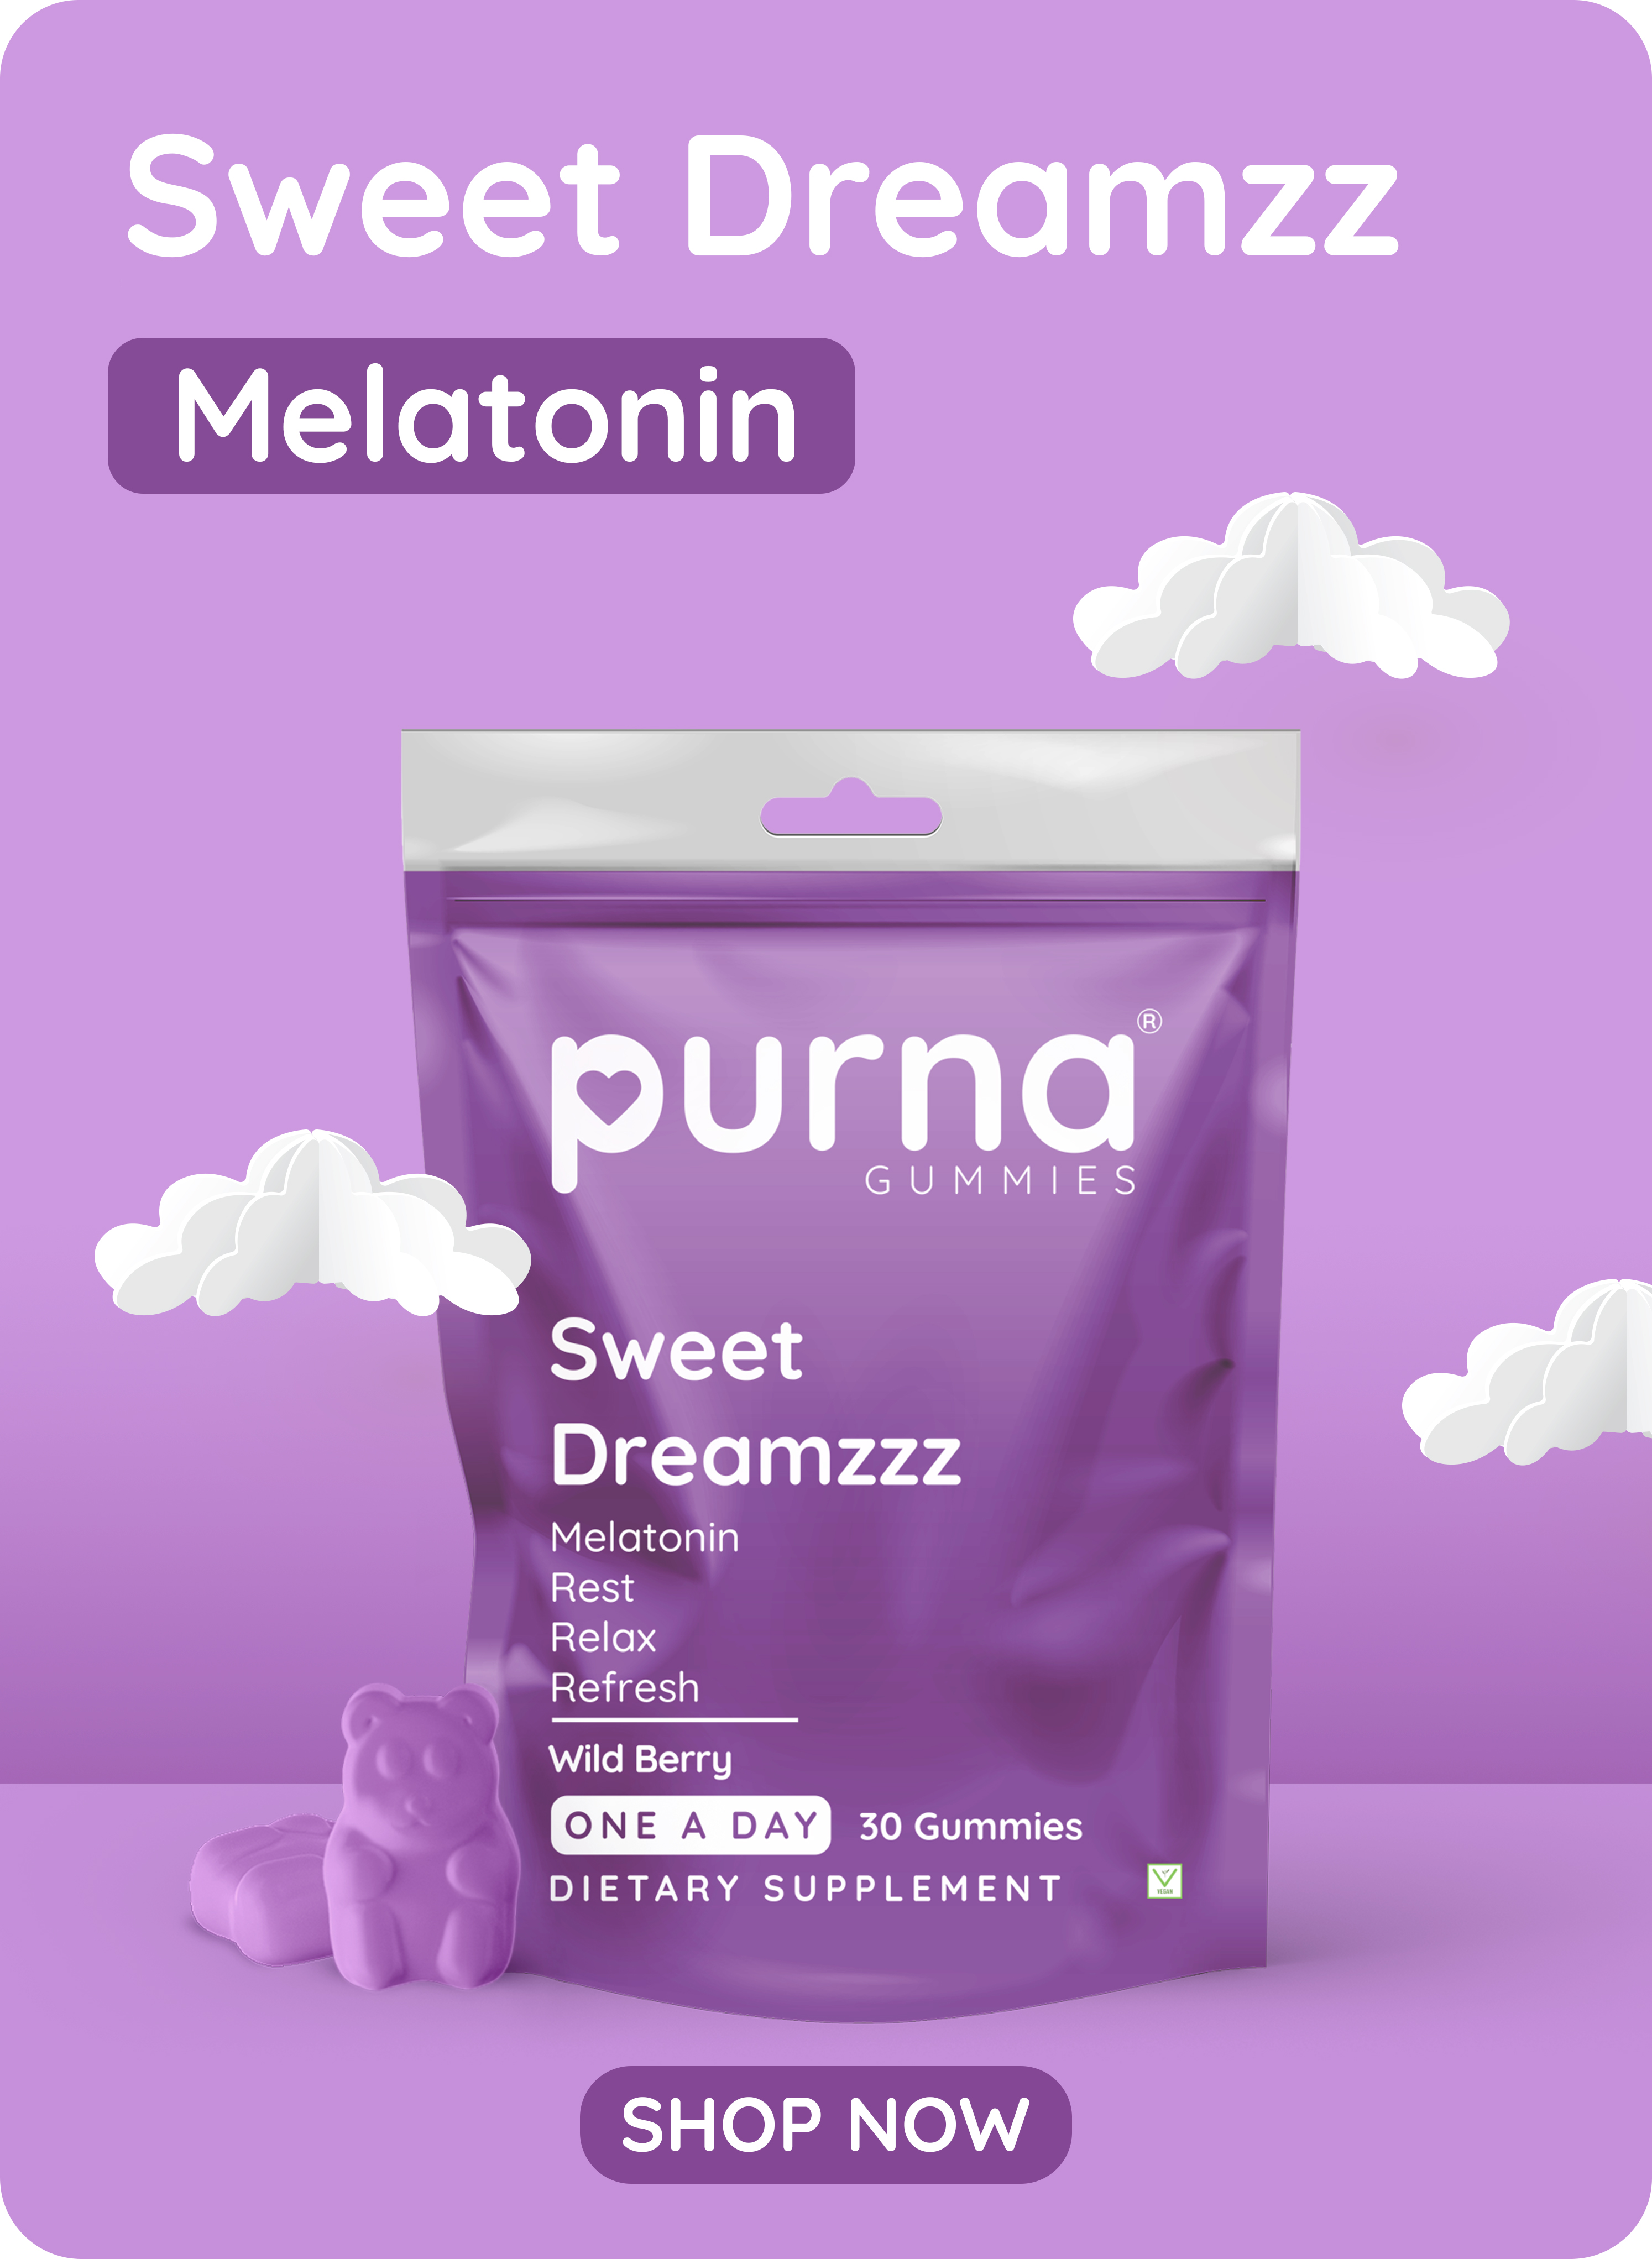 Sweet Dreamzz
Melatonin
purna®
GUMMIES
Sweet
Dreamzzz
Melatonin
Rest
Relax
Refresh
Wild Berry
ONE A DAY 30 Gummies
DIETARY SUPPLEMENT
VEGAN
SHOP NOW